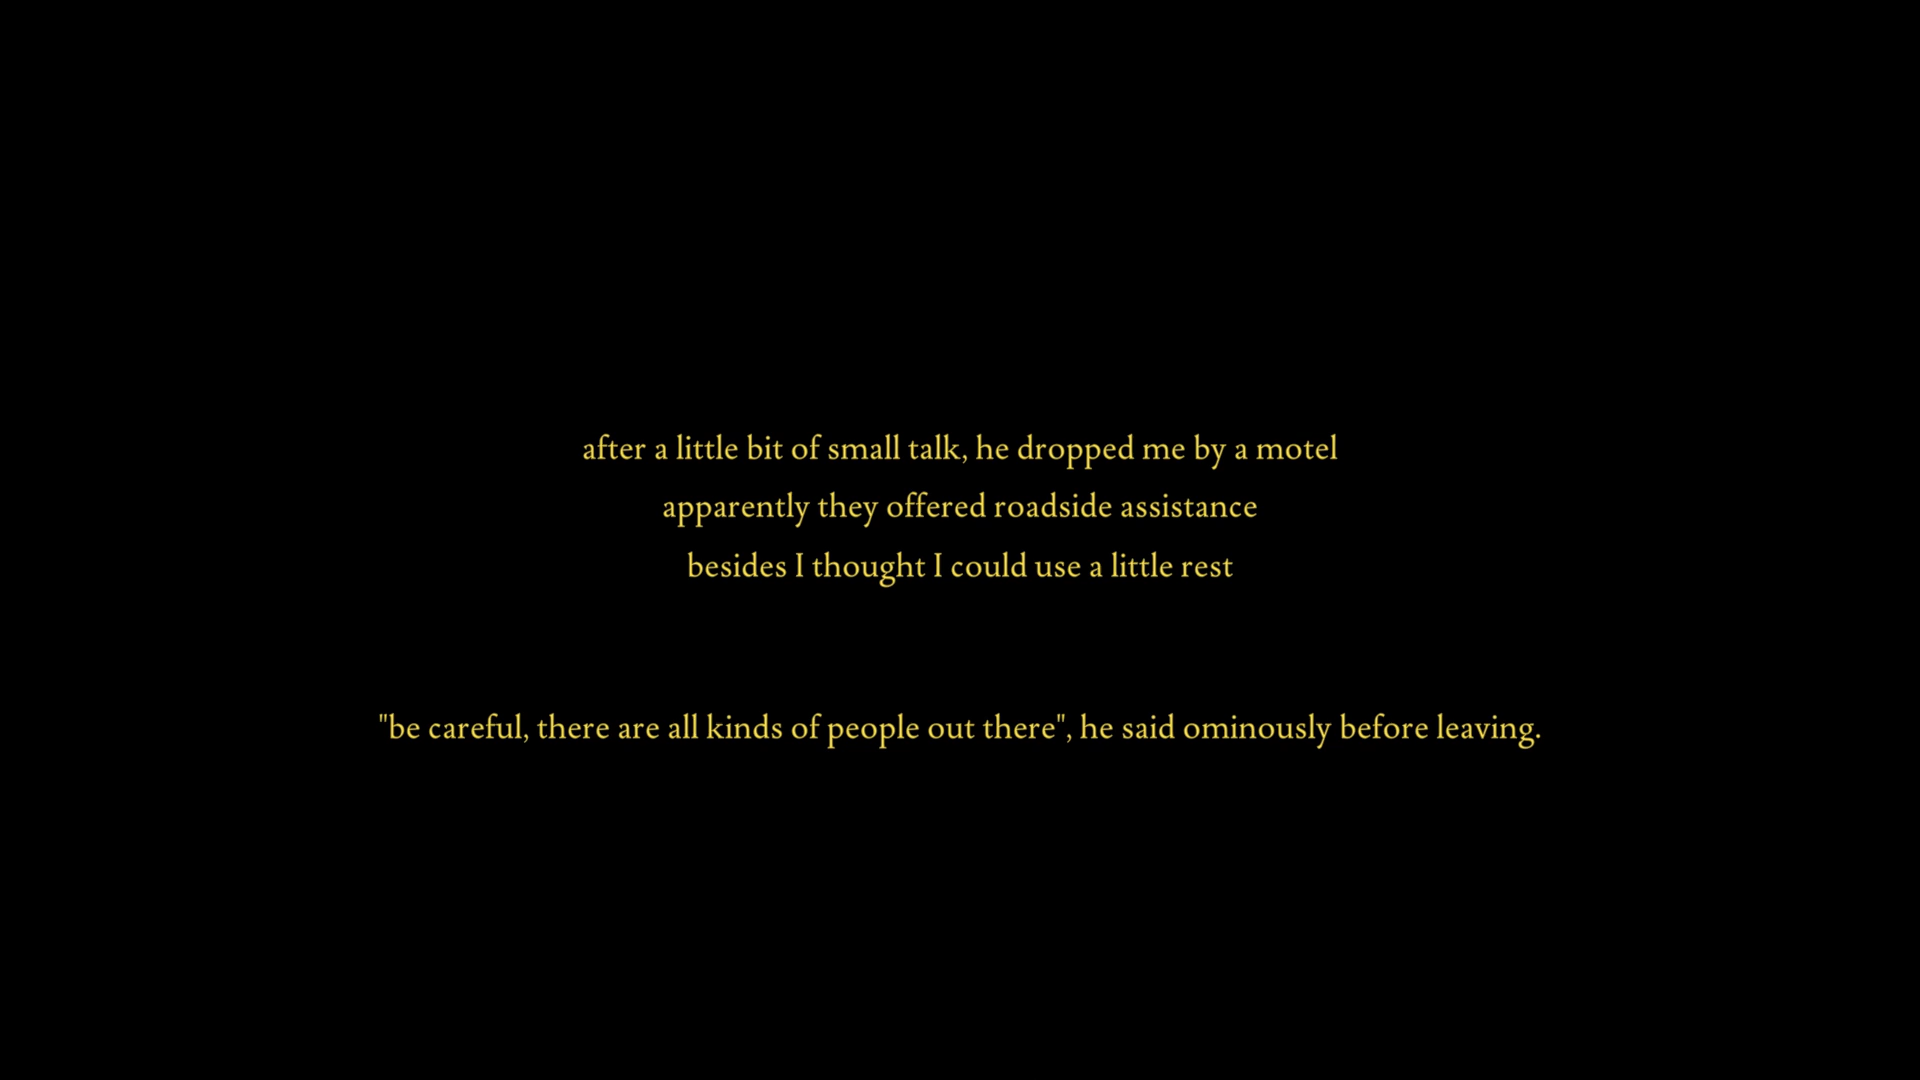 after a little bit of small talk, he dropped me by a motel
apparently they offered roadside assistance
besides I thought I could use a little rest
"be careful, there are all kinds of people out there", he said ominously before leaving.